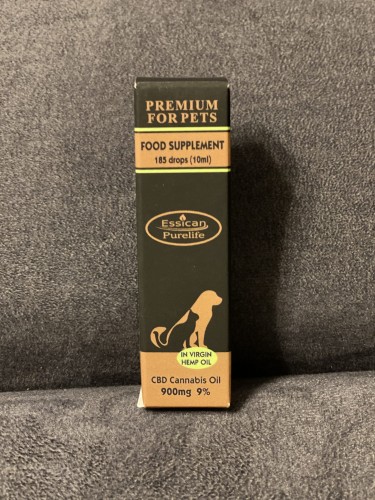 PREMIUM
FOR PETS
FOOD SUPPLEMENT
185 drops (10ml)
Essican
Purelife
IN VIRGIN
HEMP OIL
CBD Cannabis Oil
900mg 9%